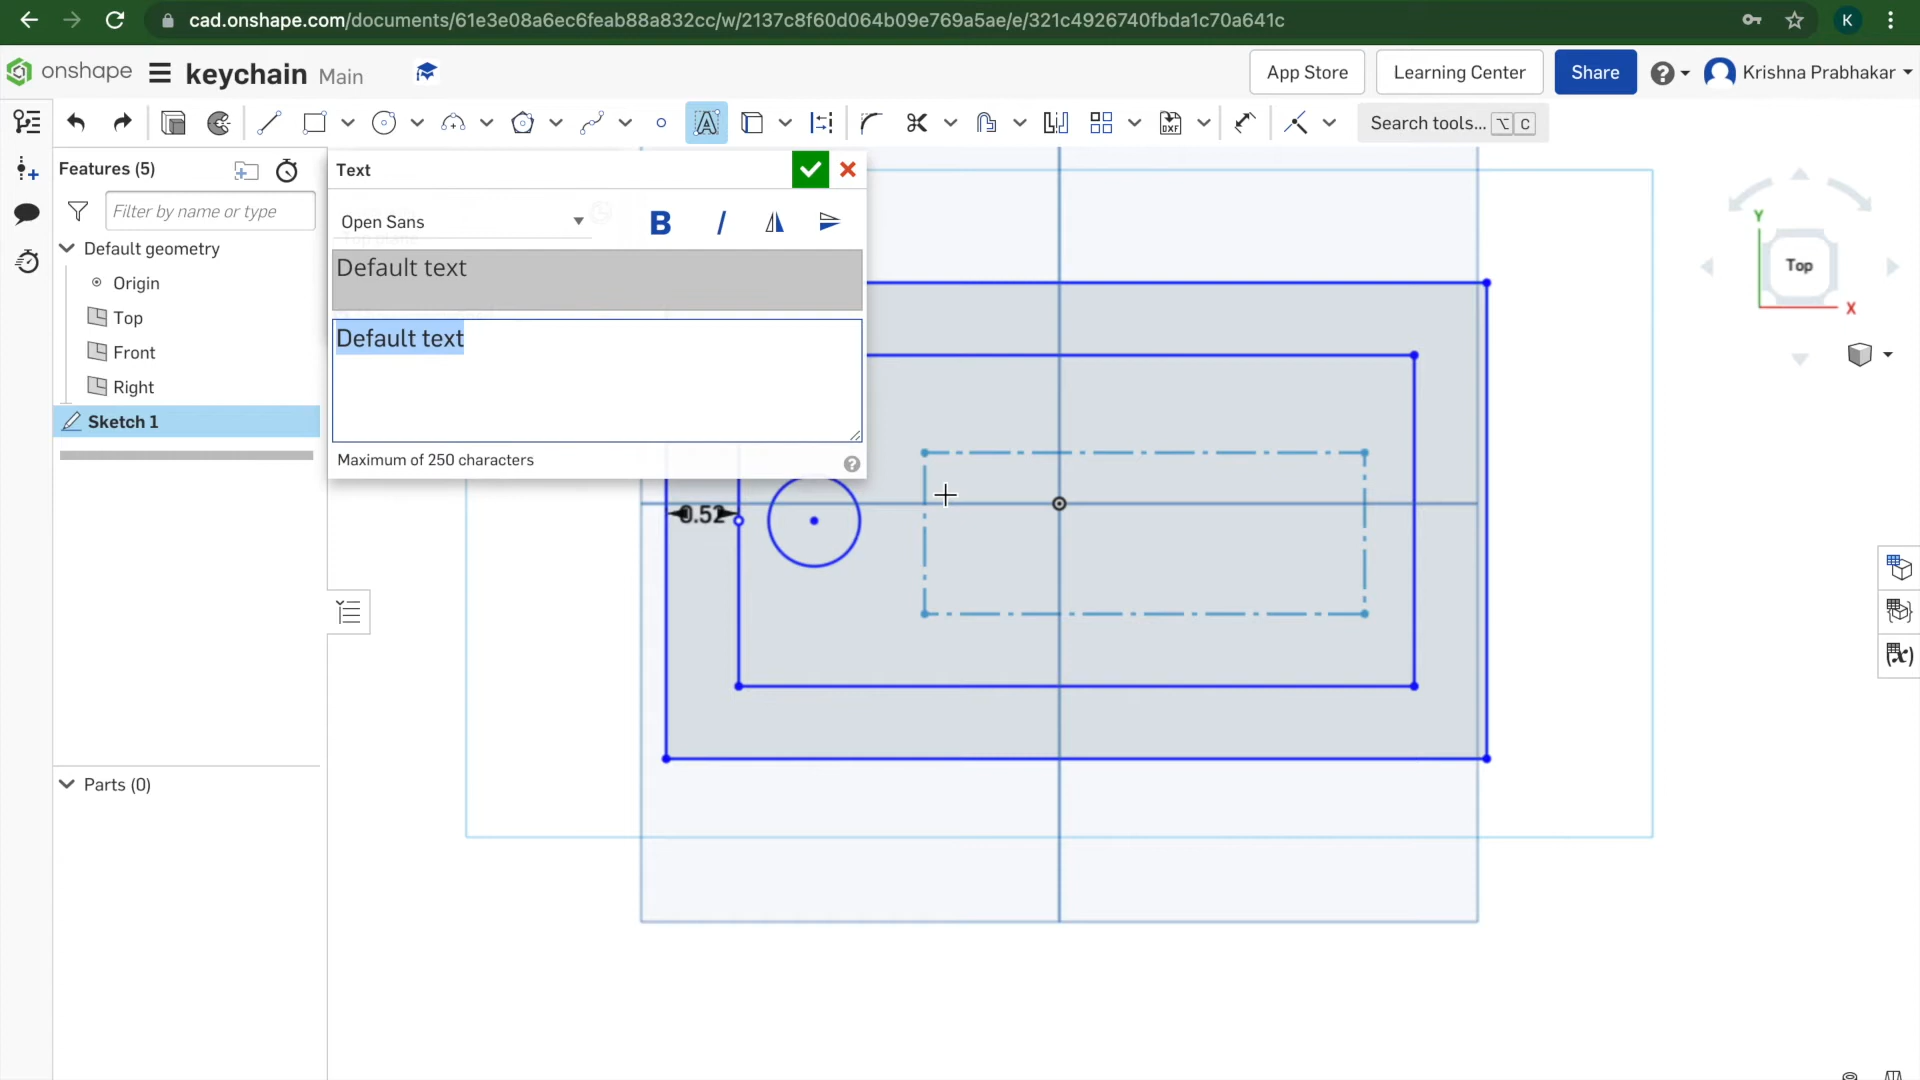 cad.onshape.com/documents/61e3e08a6ec6feab88a832cc/w/2137c8f60d064b09e769a5ae/e/321c4926740fbda1c70a641c
K
onshape
keychain Main
App Store
Learning Center
Share
Krishna Prabhakar
DXF
Search tools... ⌥ C
Features (5)
Filter by name or type
Default geometry
Origin
Top
Front
Right
Sketch 1
Parts (0)
Text
Open Sans
B I
Default text
Default text
Maximum of 250 characters
0.52
Y
Top
X
(x)